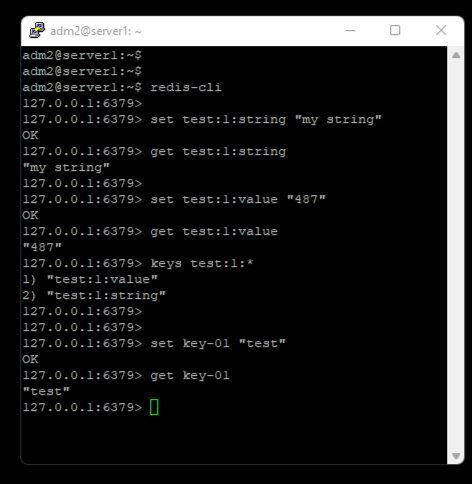 adm2@server1: ~
adm2@server1:~$
adm2@server1:~$
adm2@server1:~$ redis-cli
127.0.0.1:6379>
127.0.0.1:6379> set test:1:string "my string"
OK
127.0.0.1:6379> get test:1:string
"my string"
127.0.0.1:6379>
127.0.0.1:6379> set test:1:value "487"
OK
127.0.0.1:6379> get test:1:value
"487"
127.0.0.1:6379> keys test:1:*
1) "test:1:value"
2) "test:1:string"
127.0.0.1:6379>
127.0.0.1:6379>
127.0.0.1:6379> set key-01 "test"
OK
127.0.0.1:6379> get key-01
"test"
127.0.0.1:6379>